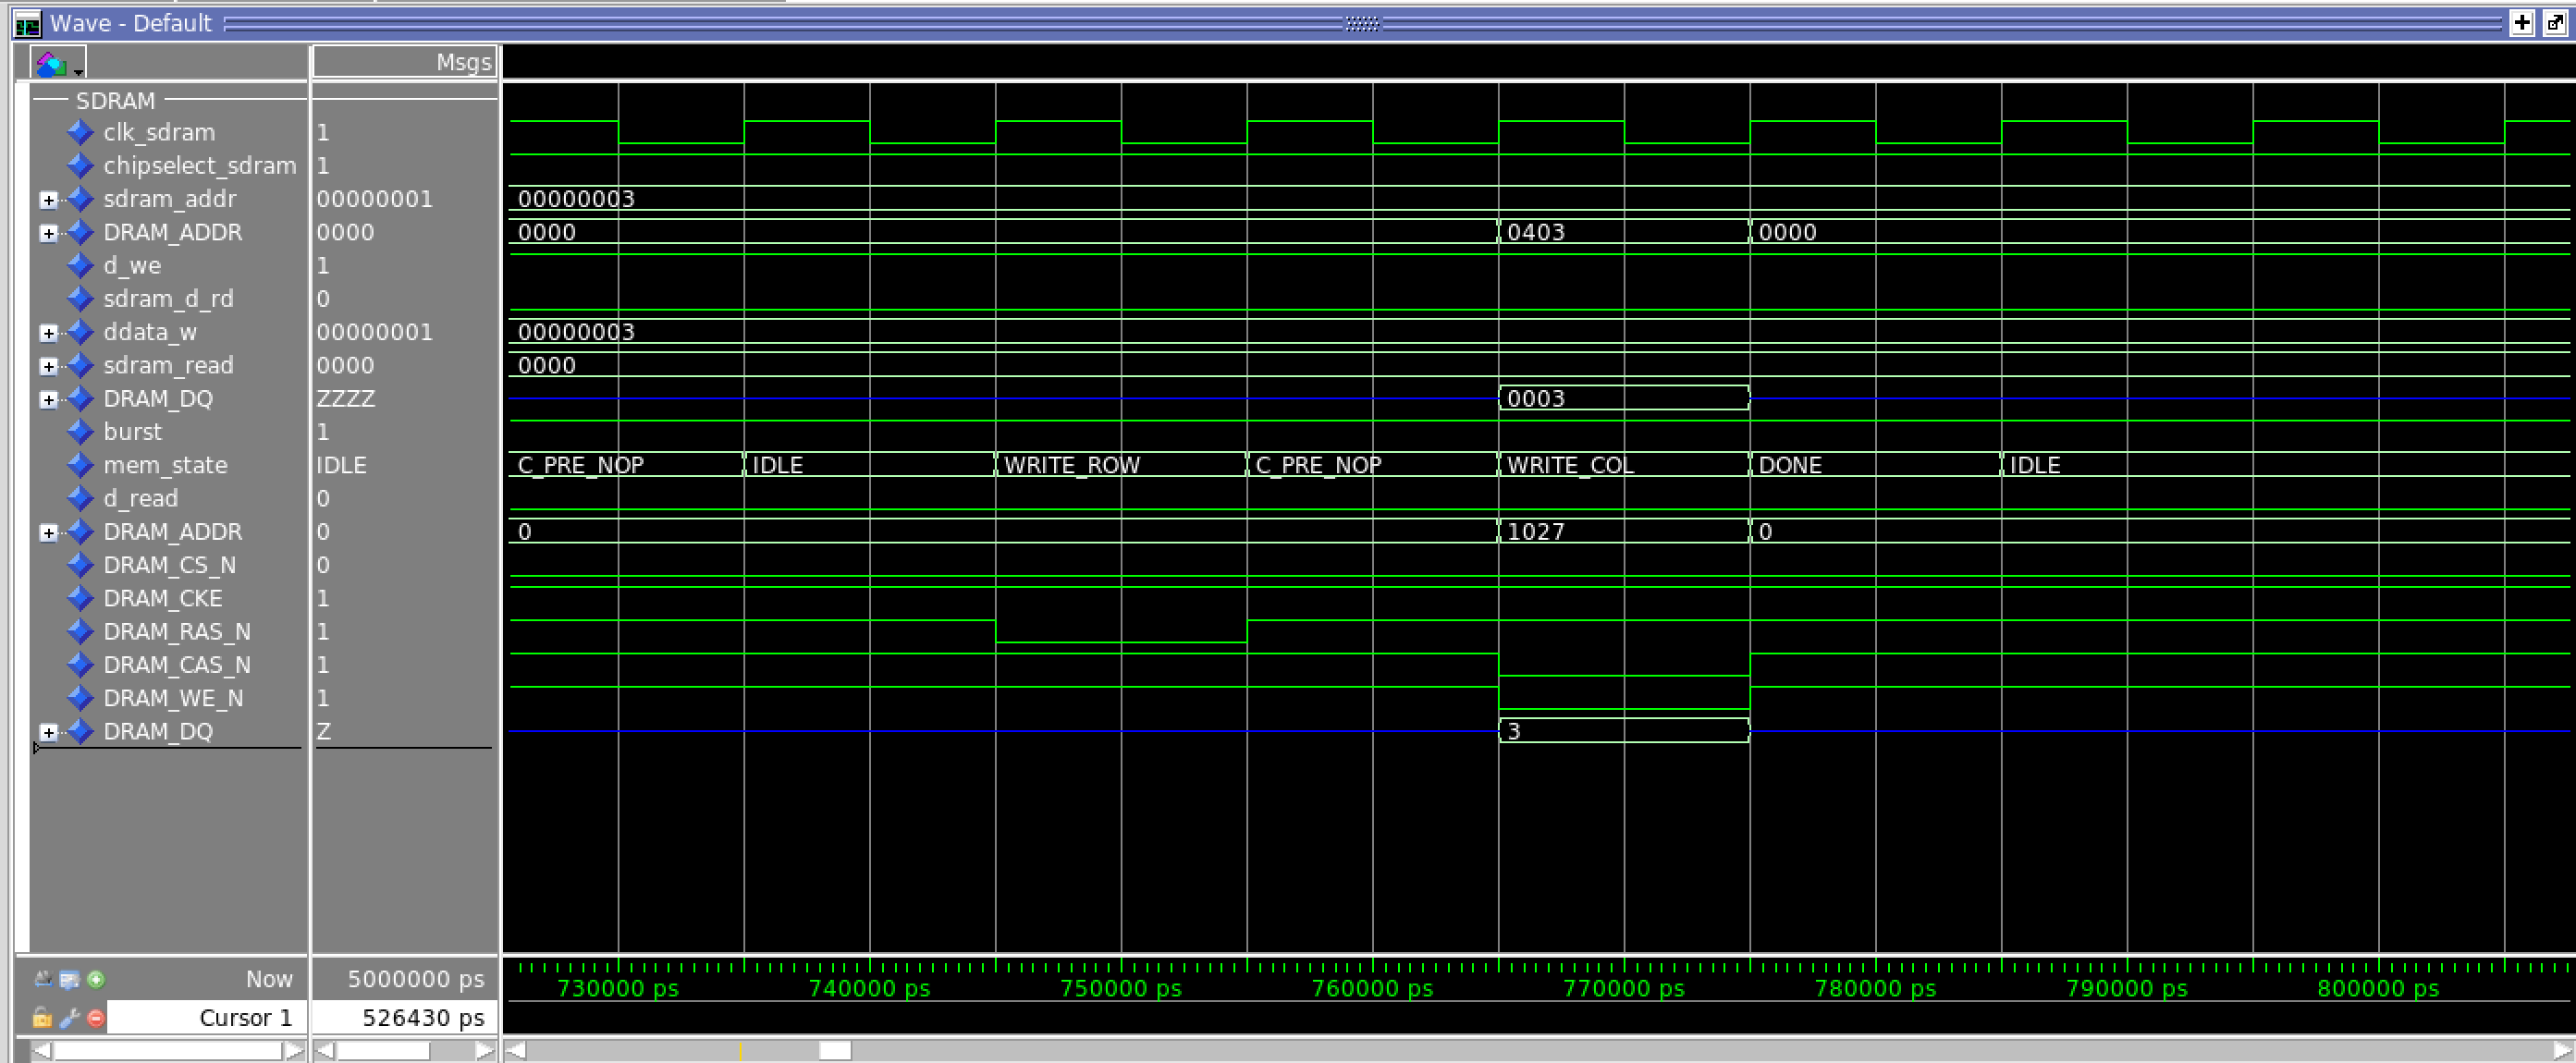 Wave - Default
Msgs
SDRAM
clk_sdram 1
chipselect_sdram 1
sdram_addr 00000001 00000003
DRAM_ADDR 0000 0000 0403 0000
d_we 1
sdram_d_rd 0
ddata_w 00000001 00000003
sdram_read 0000 0000
DRAM_DQ ZZZZ 0003
burst 1
mem_state IDLE C_PRE_NOP IDLE WRITE_ROW C_PRE_NOP WRITE_COL DONE IDLE
d_read 0
DRAM_ADDR 0 0 1027 0
DRAM_CS_N 0
DRAM_CKE 1
DRAM_RAS_N 1
DRAM_CAS_N 1
DRAM_WE_N 1
DRAM_DQ Z 3
Now 5000000 ps 730000 ps 740000 ps 750000 ps 760000 ps 770000 ps 780000 ps 790000 ps 800000 ps
Cursor 1 526430 ps